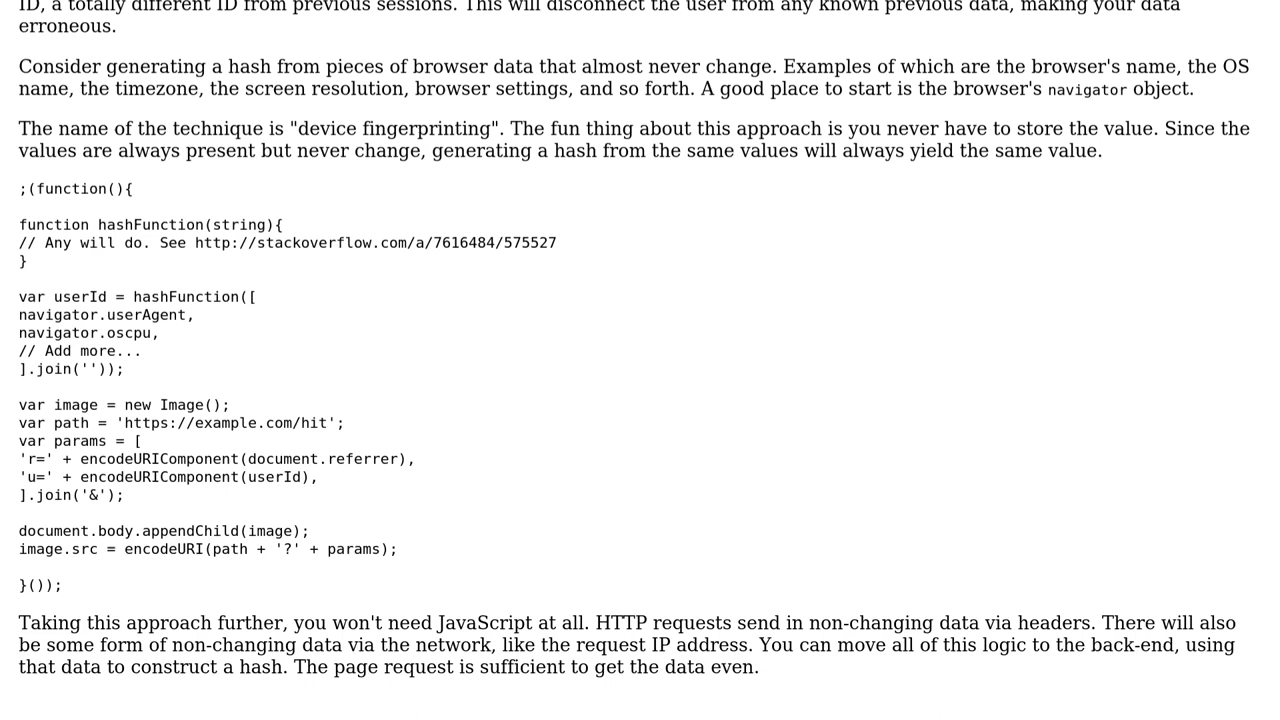 ID, a totally different ID from previous sessions. This will disconnect the user from any known previous data, making your data
erroneous.
Consider generating a hash from pieces of browser data that almost never change. Examples of which are the browser's name, the OS
name, the timezone, the screen resolution, browser settings, and so forth. A good place to start is the browser's navigator object.
The name of the technique is "device fingerprinting". The fun thing about this approach is you never have to store the value. Since the
values are always present but never change, generating a hash from the same values will always yield the same value.
;(function(){
function hashFunction(string){
// Any will do. See http://stackoverflow.com/a/7616484/575527
}
var userId = hashFunction([
navigator.userAgent,
navigator.oscpu,
// Add more...
].join(''));
var image = new Image();
var path = 'https://example.com/hit';
var params = [
'r=' + encodeURIComponent(document.referrer),
'u=' + encodeURIComponent(userId),
].join('&');
document.body.appendChild(image);
image.src = encodeURI(path + '?' + params);
}());
Taking this approach further, you won't need JavaScript at all. HTTP requests send in non-changing data via headers. There will also
be some form of non-changing data via the network, like the request IP address. You can move all of this logic to the back-end, using
that data to construct a hash. The page request is sufficient to get the data even.